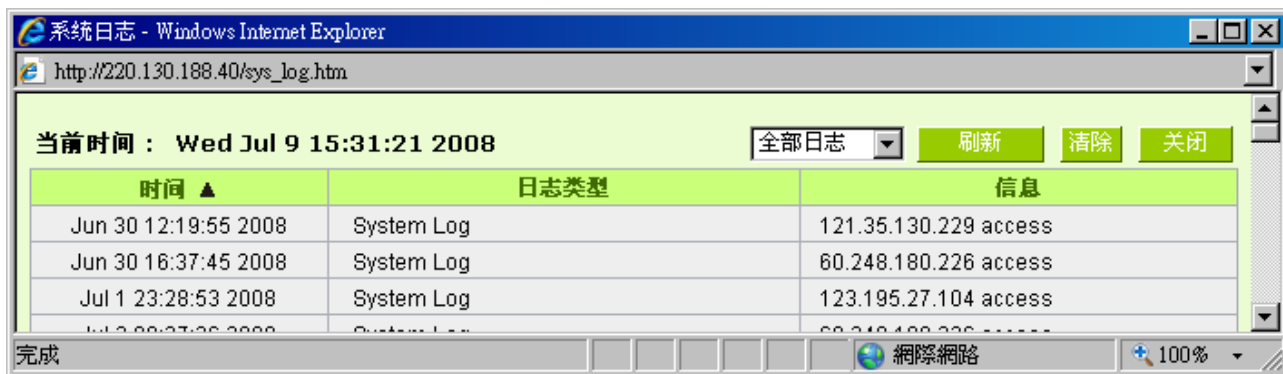 系统日志 - Windows Internet Explorer
http://220.130.188.40/sys_log.htm
当前时间： Wed Jul 9 15:31:21 2008 全部日志 刷新 清除 关闭
时间 ▲ 日志类型 信息
Jun 30 12:19:55 2008 System Log 121.35.130.229 access
Jun 30 16:37:45 2008 System Log 60.248.180.226 access
Jul 1 23:28:53 2008 System Log 123.195.27.104 access
完成 網際網路 100%